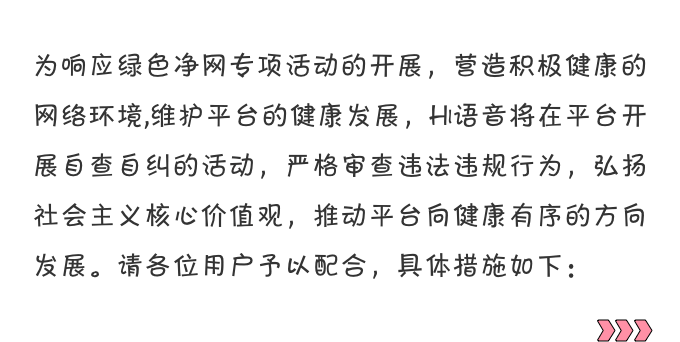 为响应绿色净网专项活动的开展，营造积极健康的
网络环境,维护平台的健康发展，Hi语音将在平台开
展自查自纠的活动，严格审查违法违规行为，弘扬
社会主义核心价值观，推动平台向健康有序的方向
发展。请各位用户予以配合，具体措施如下：